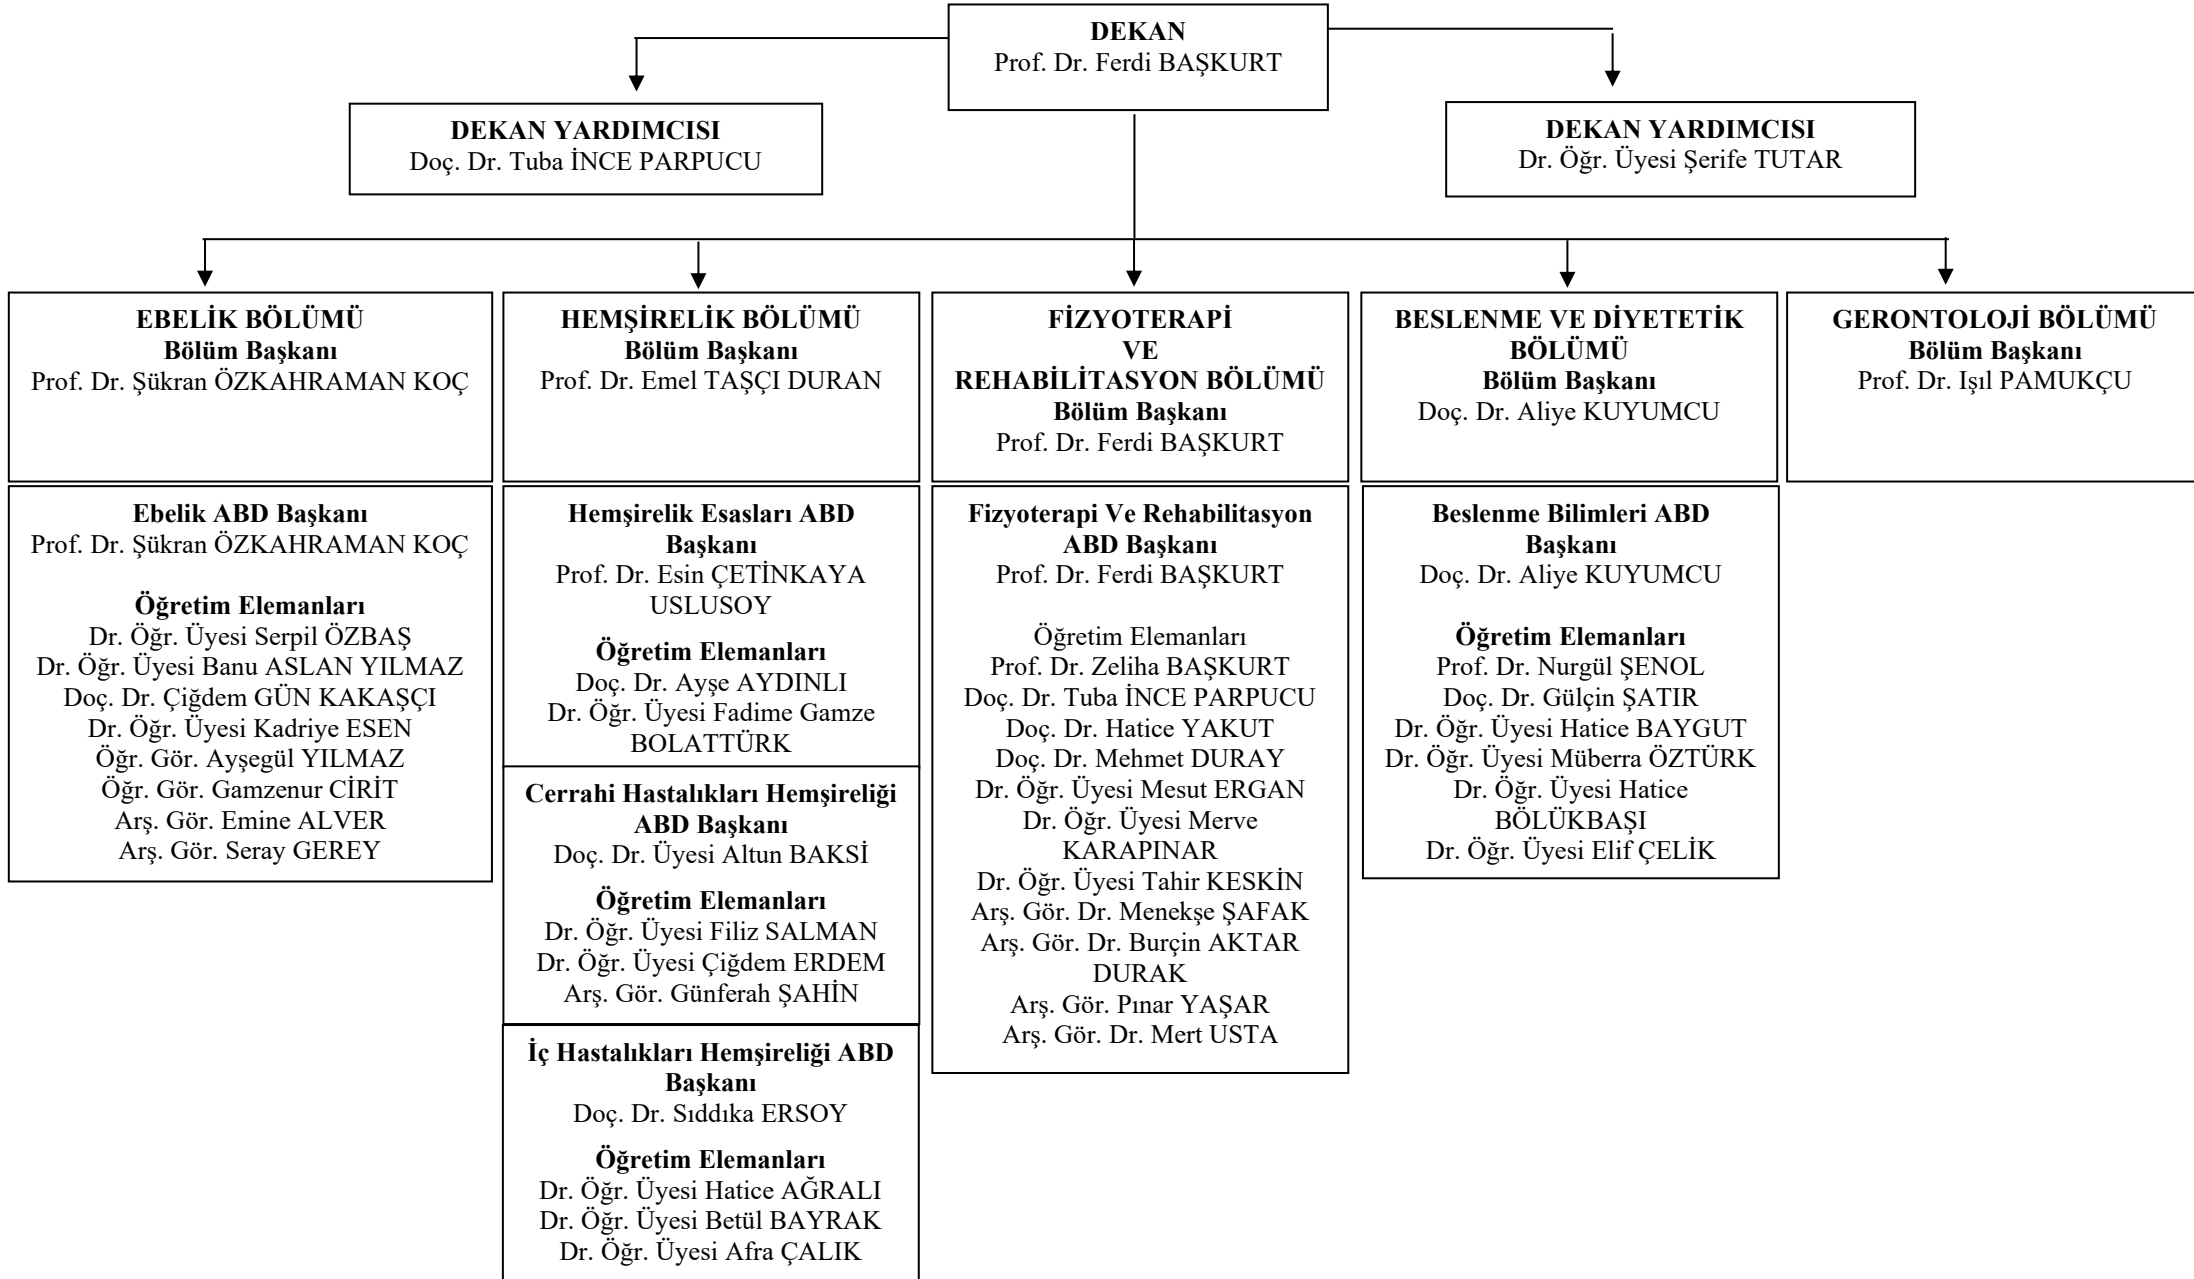 DEKAN
Prof. Dr. Ferdi BAŞKURT
DEKAN YARDIMCISI
Doç. Dr. Tuba İNCE PARPUCU
DEKAN YARDIMCISI
Dr. Öğr. Üyesi Şerife TUTAR
EBELİK BÖLÜMÜ
Bölüm Başkanı
Prof. Dr. Şükran ÖZKAHRAMAN KOÇ
HEMŞİRELİK BÖLÜMÜ
Bölüm Başkanı
Prof. Dr. Emel TAŞÇI DURAN
FİZYOTERAPİ
VE
REHABİLİTASYON BÖLÜMÜ
Bölüm Başkanı
Prof. Dr. Ferdi BAŞKURT
BESLENME VE DİYETETİK
BÖLÜMÜ
Bölüm Başkanı
Doç. Dr. Aliye KUYUMCU
GERONTOLOJİ BÖLÜMÜ
Bölüm Başkanı
Prof. Dr. Işıl PAMUKÇU
Ebelik ABD Başkanı
Prof. Dr. Şükran ÖZKAHRAMAN KOÇ
Öğretim Elemanları
Dr. Öğr. Üyesi Serpil ÖZBAŞ
Dr. Öğr. Üyesi Banu ASLAN YILMAZ
Doç. Dr. Çiğdem GÜN KAKAŞÇI
Dr. Öğr. Üyesi Kadriye ESEN
Öğr. Gör. Ayşegül YILMAZ
Öğr. Gör. Gamzenur CİRİT
Arş. Gör. Emine ALVER
Arş. Gör. Seray GEREY
Hemşirelik Esasları ABD
Başkanı
Prof. Dr. Esin ÇETİNKAYA
USLUSOY
Öğretim Elemanları
Doç. Dr. Ayşe AYDINLI
Dr. Öğr. Üyesi Fadime Gamze
BOLATTÜRK
Cerrahi Hastalıkları Hemşireliği
ABD Başkanı
Doç. Dr. Üyesi Altun BAKSİ
Öğretim Elemanları
Dr. Öğr. Üyesi Filiz SALMAN
Dr. Öğr. Üyesi Çiğdem ERDEM
Arş. Gör. Günferah ŞAHİN
İç Hastalıkları Hemşireliği ABD
Başkanı
Doç. Dr. Sıddıka ERSOY
Öğretim Elemanları
Dr. Öğr. Üyesi Hatice AĞRALI
Dr. Öğr. Üyesi Betül BAYRAK
Dr. Öğr. Üyesi Afra ÇALIK
Fizyoterapi Ve Rehabilitasyon
ABD Başkanı
Prof. Dr. Ferdi BAŞKURT
Öğretim Elemanları
Prof. Dr. Zeliha BAŞKURT
Doç. Dr. Tuba İNCE PARPUCU
Doç. Dr. Hatice YAKUT
Doç. Dr. Mehmet DURAY
Dr. Öğr. Üyesi Mesut ERGAN
Dr. Öğr. Üyesi Merve
KARAPINAR
Dr. Öğr. Üyesi Tahir KESKİN
Arş. Gör. Dr. Menekşe ŞAFAK
Arş. Gör. Dr. Burçin AKTAR
DURAK
Arş. Gör. Pınar YAŞAR
Arş. Gör. Dr. Mert USTA
Beslenme Bilimleri ABD
Başkanı
Doç. Dr. Aliye KUYUMCU
Öğretim Elemanları
Prof. Dr. Nurgül ŞENOL
Doç. Dr. Gülçin ŞATIR
Dr. Öğr. Üyesi Hatice BAYGUT
Dr. Öğr. Üyesi Müberra ÖZTÜRK
Dr. Öğr. Üyesi Hatice
BÖLÜKBAŞI
Dr. Öğr. Üyesi Elif ÇELİK